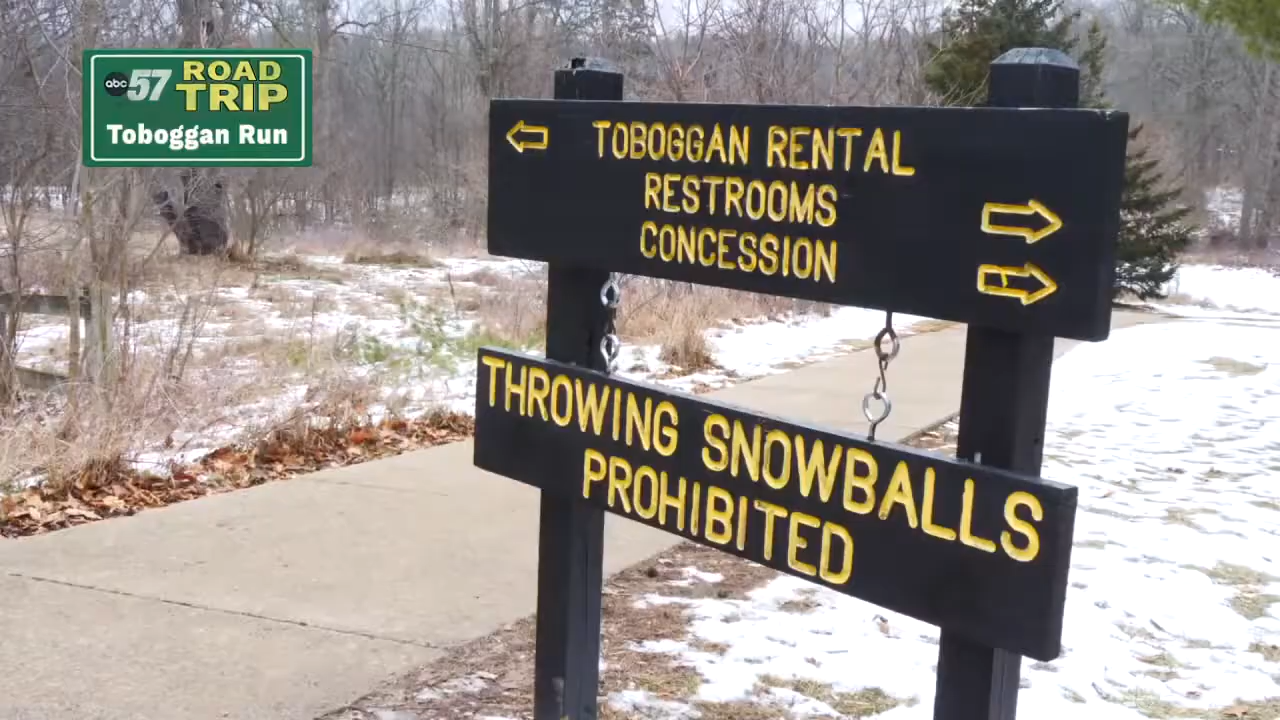 abc 57 ROAD
TRIP
Toboggan Run
TOBOGGAN RENTAL
RESTROOMS
CONCESSION
THROWING SNOWBALLS
PROHIBITED